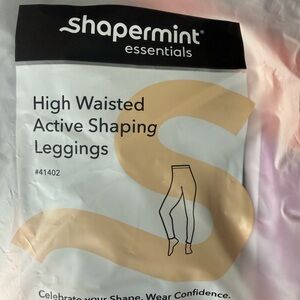 shapermint®
essentials
High Waisted
Active Shaping
Leggings
#41402
Celebrate your Shape. Wear Confidence.